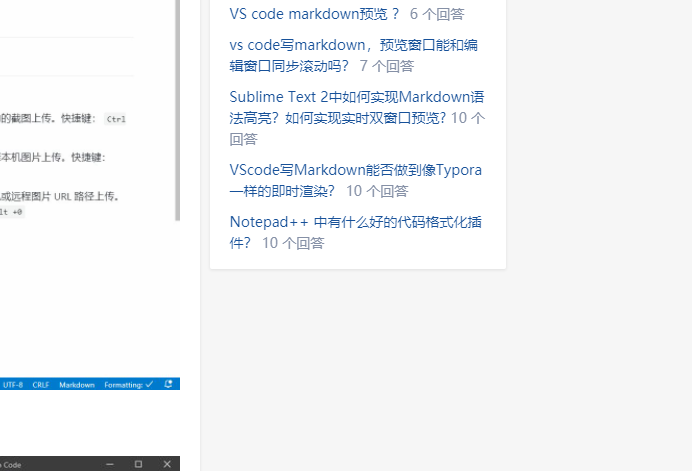 VS code markdown预览 ？ 6 个回答
vs code写markdown，预览窗口能和编
辑窗口同步滚动吗？ 7 个回答
Sublime Text 2中如何实现Markdown语
法高亮？如何实现实时双窗口预览？10 个
回答
VScode写Markdown能否做到像Typora
一样的即时渲染？ 10 个回答
Notepad++ 中有什么好的代码格式化插
件？ 10 个回答
的截图上传。快捷键： Ctrl
本机图片上传。快捷键：
或远程图片 URL 路径上传。
lt +0
UTF-8 CRLF Markdown Formatting: ✓
Code